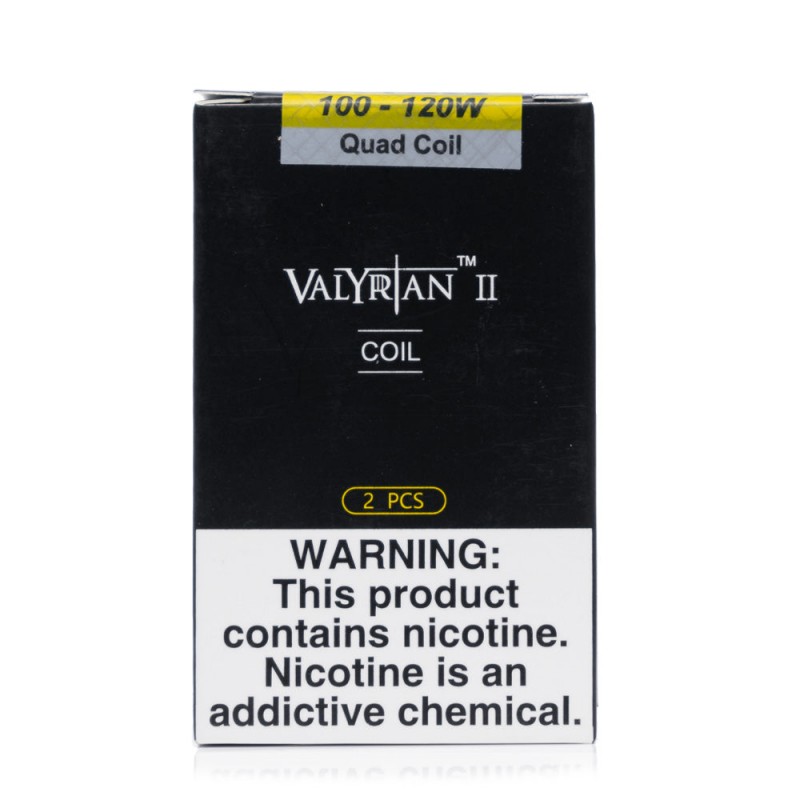 100 - 120W
Quad Coil
VALYRIAN™ II
COIL
2 PCS
WARNING:
This product
contains nicotine.
Nicotine is an
addictive chemical.